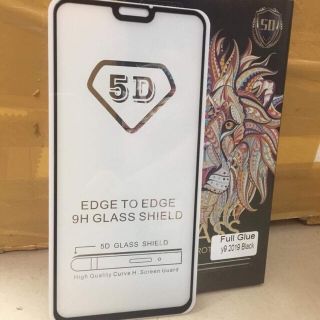 5D
5D
EDGE TO EDGE
9H GLASS SHIELD
5D GLASS SHIELD
High Quality Curve H. Screen Guard
Full Glue
y9 2019 Black